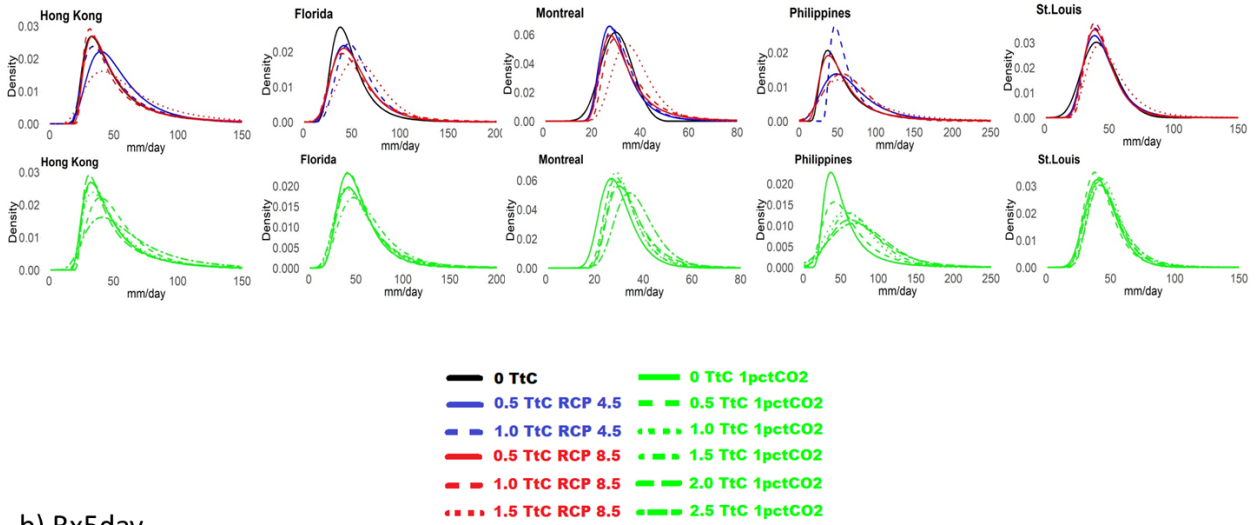 Hong Kong Florida Montreal Philippines St.Louis
0.03 0.02 0.01 0.00
Density
0 50 100 150
mm/day
0.02 0.01 0.00
Density
0 50 100 150 200
mm/day
0.06 0.04 0.02 0.00
Density
0 20 40 60 80
mm/day
0.02 0.01 0.00
Density
0 50 100 150 200 250
mm/day
0.03 0.02 0.01 0.00
Density
0 50 100 150
mm/day
Hong Kong Florida Montreal Philippines St.Louis
0.03 0.02 0.01 0.00
Density
0 50 100 150
mm/day
0.020 0.015 0.010 0.005 0.000
Density
0 50 100 150 200
mm/day
0.06 0.04 0.02 0.00
Density
0 20 40 60 80
mm/day
0.020 0.015 0.010 0.005 0.000
Density
0 50 100 150 200 250
mm/day
0.03 0.02 0.01 0.00
Density
0 50 100 150
mm/day
0 TtC 0 TtC 1pctCO2
0.5 TtC RCP 4.5 0.5 TtC 1pctCO2
1.0 TtC RCP 4.5 1.0 TtC 1pctCO2
0.5 TtC RCP 8.5 1.5 TtC 1pctCO2
1.0 TtC RCP 8.5 2.0 TtC 1pctCO2
1.5 TtC RCP 8.5 2.5 TtC 1pctCO2
b) Rx5day